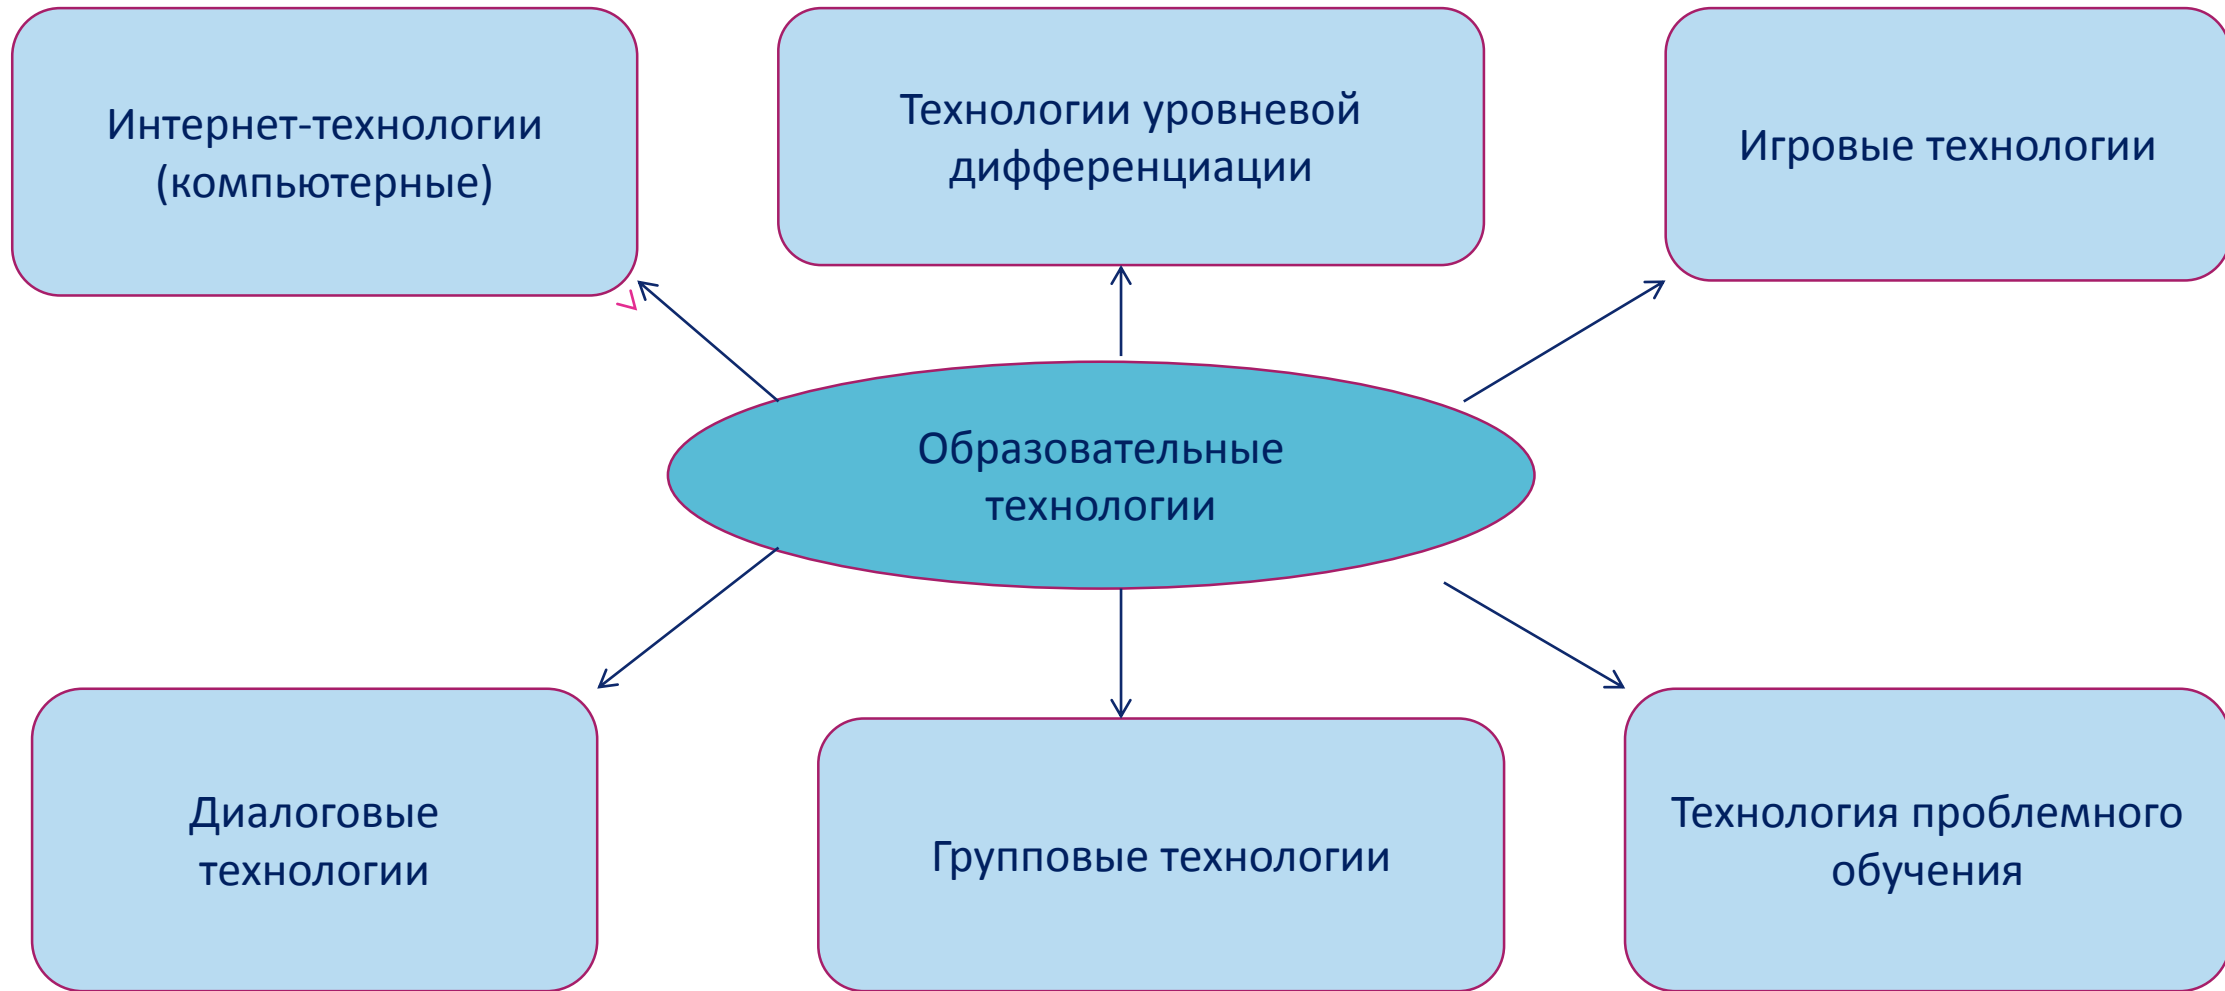 Интернет-технологии
(компьютерные)
Технологии уровневой
дифференциации
Игровые технологии
Образовательные
технологии
Диалоговые
технологии
Групповые технологии
Технология проблемного
обучения